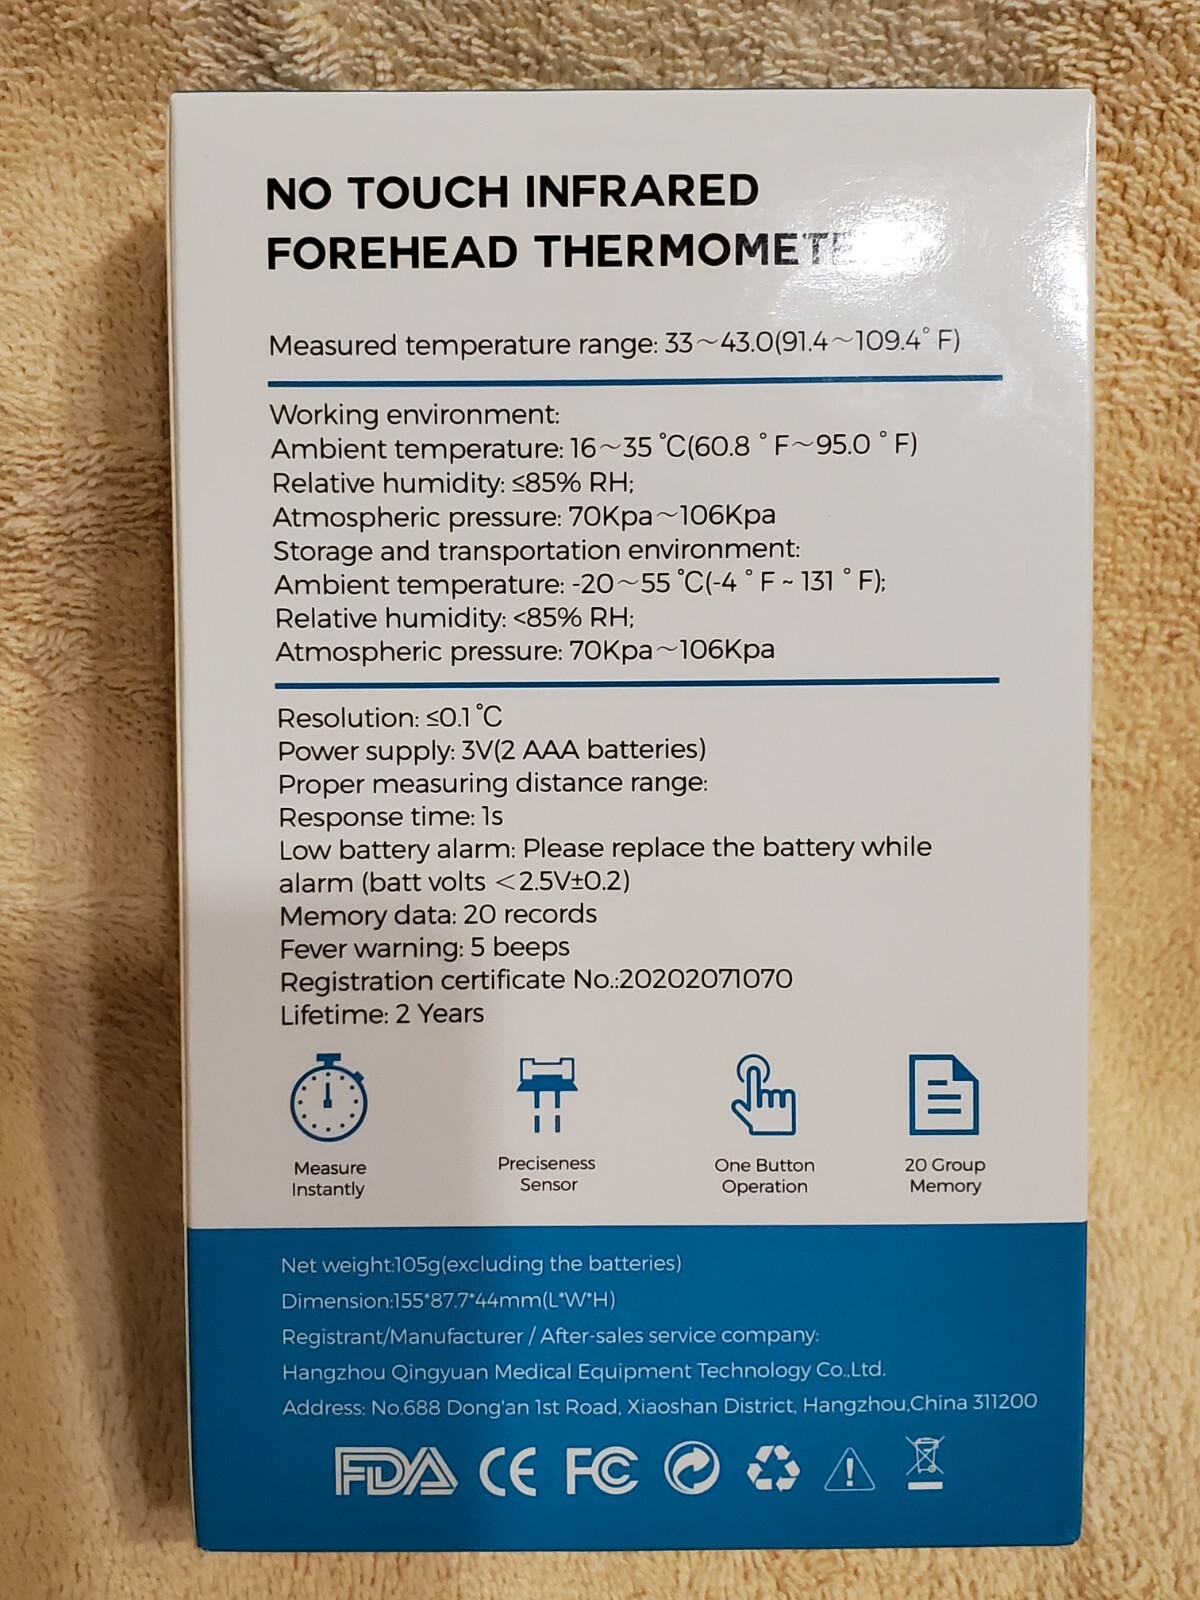 NO TOUCH INFRARED
FOREHEAD
Measured temperature range: 33～43.0(91.4～109.4° F)
Working environment:
Ambient temperature: 16～35 ℃(60.8 ° F～95.0 ° F)
Relative humidity: ≤85% RH;
Atmospheric pressure: 70Kpa～106Kpa
Storage and transportation environment:
Ambient temperature: -20～55 ℃(-4 ° F ~ 131 ° F);
Relative humidity: <85% RH;
Atmospheric pressure: 70Kpa～106Kpa
Resolution: ≤0.1 ℃
Power supply: 3V(2 AAA batteries)
Proper measuring distance range:
Response time: 1s
Low battery alarm: Please replace the battery while
alarm (batt volts ＜2.5V±0.2)
Memory data: 20 records
Fever warning: 5 beeps
Registration certificate No.:20202071070
Lifetime: 2 Years
Measure
Instantly
Preciseness
Sensor
One Button
Operation
20 Group
Memory
Net weight:105g(excluding the batteries)
Dimension:155*87.7*44mm(L*W*H)
Registrant/Manufacturer / After-sales service company:
Hangzhou Qingyuan Medical Equipment Technology Co.,Ltd.
Address: No.688 Dong'an 1st Road, Xiaoshan District, Hangzhou,China 311200
FDA CE FC